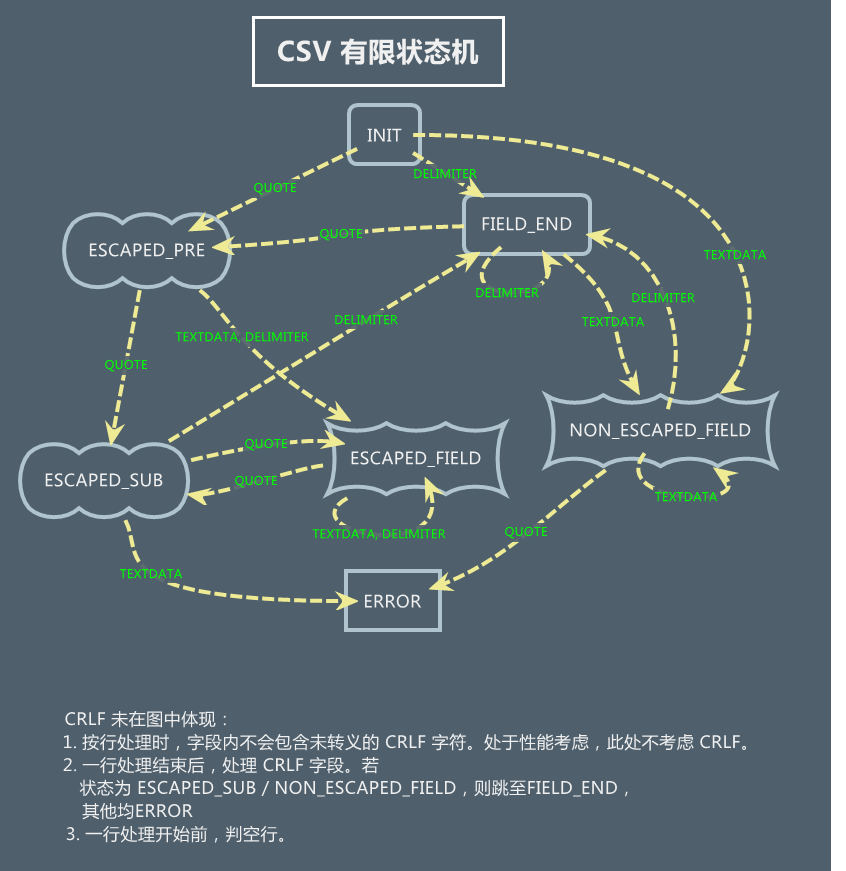 CSV 有限状态机
INIT
DELIMITER
QUOTE
FIELD_END
QUOTE
ESCAPED_PRE
TEXTDATA
DELIMITER
DELIMITER
DELIMITER
TEXTDATA
TEXTDATA, DELIMITER
QUOTE
NON_ESCAPED_FIELD
QUOTE
ESCAPED_FIELD
ESCAPED_SUB
QUOTE
TEXTDATA
TEXTDATA, DELIMITER
QUOTE
TEXTDATA
ERROR
CRLF 未在图中体现：
1. 按行处理时，字段内不会包含未转义的 CRLF 字符。处于性能考虑，此处不考虑 CRLF。
2. 一行处理结束后，处理 CRLF 字段。若
状态为 ESCAPED_SUB / NON_ESCAPED_FIELD，则跳至FIELD_END，
其他均ERROR
3. 一行处理开始前，判空行。